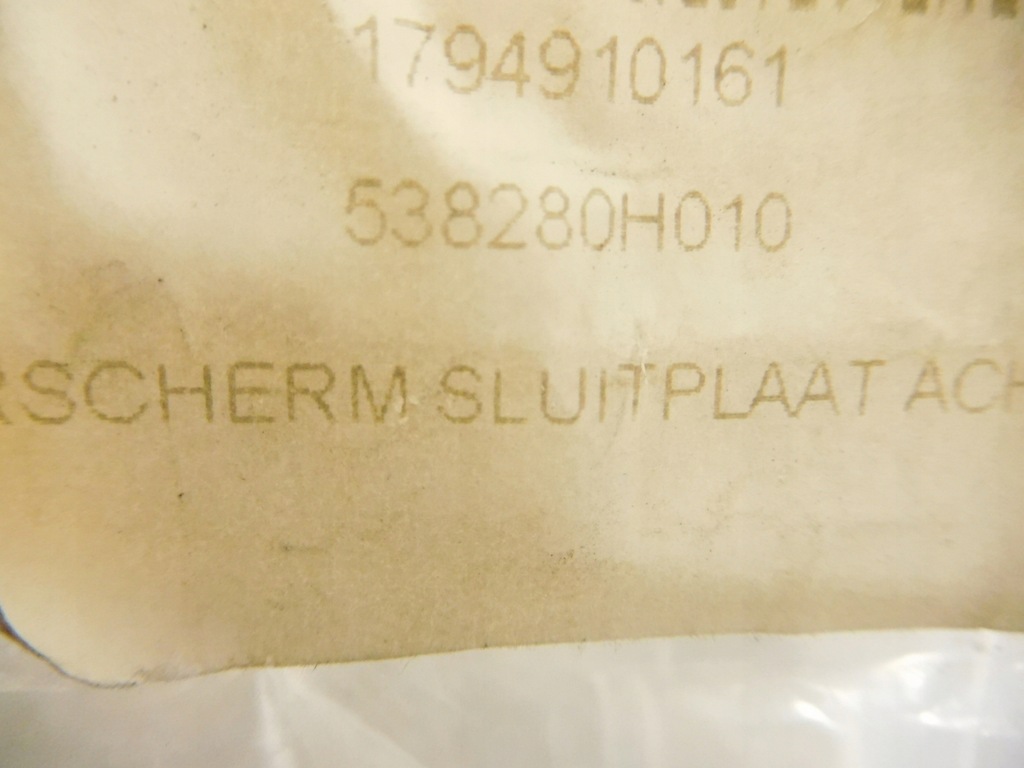 1794910161
538280H010
RSCHERM SLUITPLAAT ACH